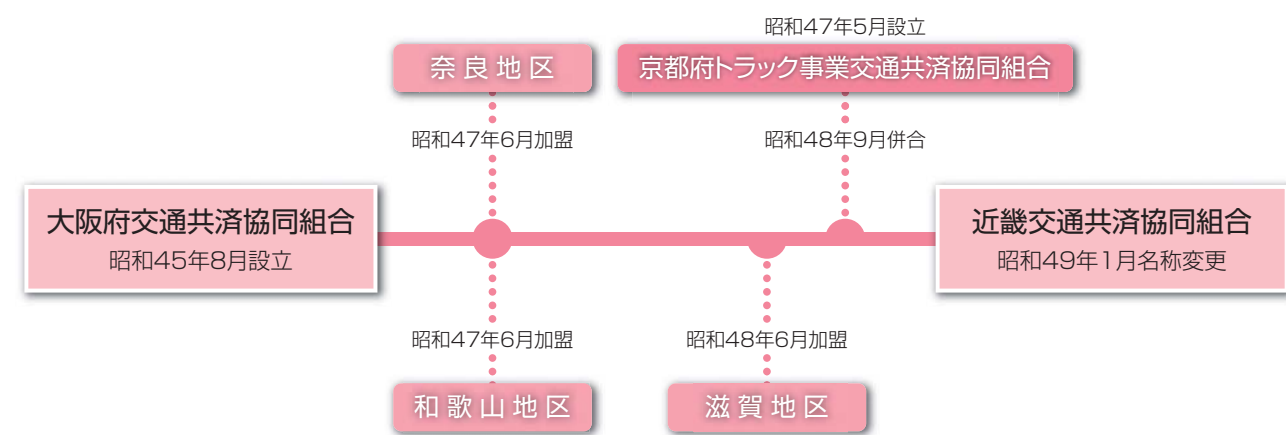 昭和47年5月設立
奈良地区
京都府トラック事業交通共済協同組合
昭和47年6月加盟
昭和48年9月併合
大阪府交通共済協同組合
昭和45年8月設立
近畿交通共済協同組合
昭和49年1月名称変更
昭和47年6月加盟
昭和48年6月加盟
和歌山地区
滋賀地区